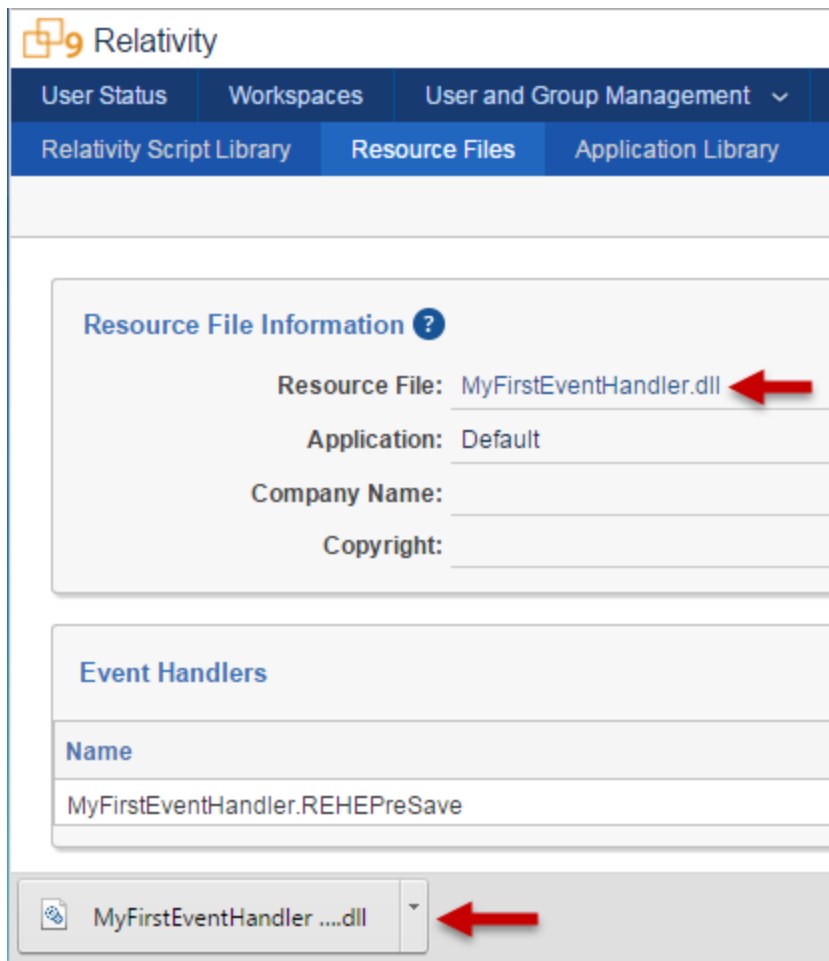 9 Relativity
User Status Workspaces User and Group Management
Relativity Script Library Resource Files Application Library
Resource File Information ?
Resource File: MyFirstEventHandler.dll
Application: Default
Company Name:
Copyright:
Event Handlers
Name
MyFirstEventHandler.REHEPreSave
MyFirstEventHandler ....dll